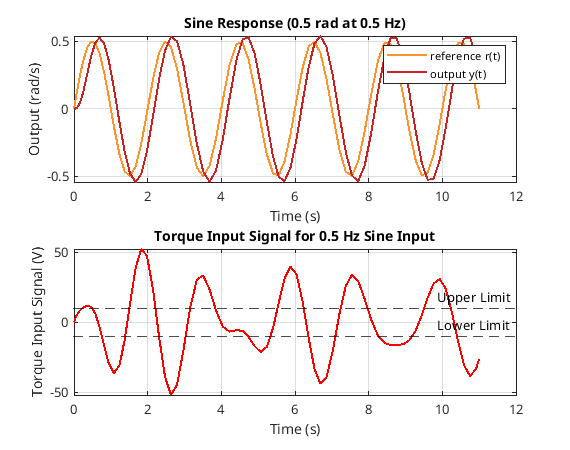 Sine Response (0.5 rad at 0.5 Hz)
0.5
0
-0.5
Output (rad/s)
reference r(t)
output y(t)
0 2 4 6 8 10 12
Time (s)
Torque Input Signal for 0.5 Hz Sine Input
50
0
-50
Torque Input Signal (V)
Upper Limit
Lower Limit
0 2 4 6 8 10 12
Time (s)